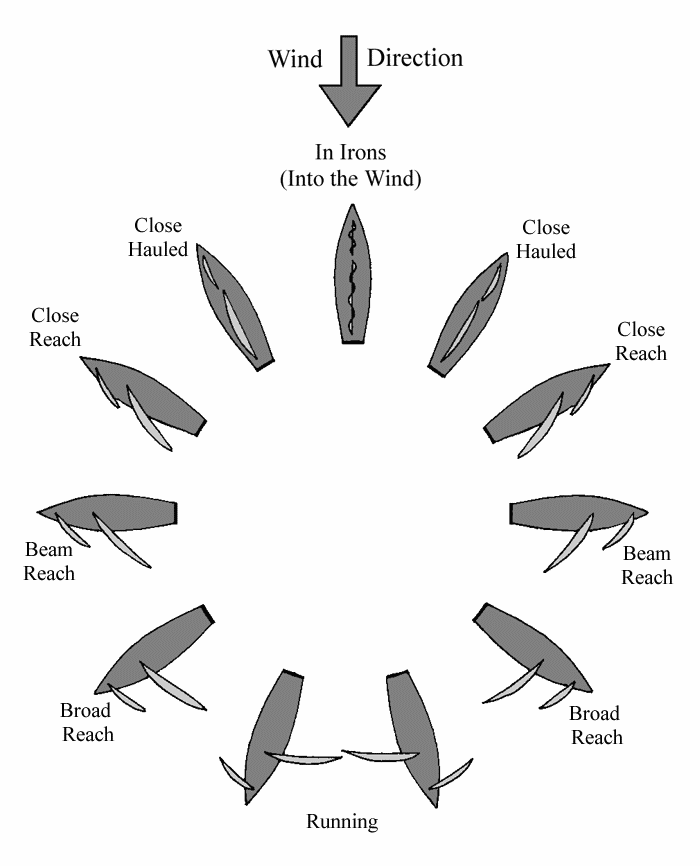 Wind Direction
In Irons
(Into the Wind)
Close
Hauled
Close
Hauled
Close
Reach
Close
Reach
Beam
Reach
Beam
Reach
Broad
Reach
Broad
Reach
Running